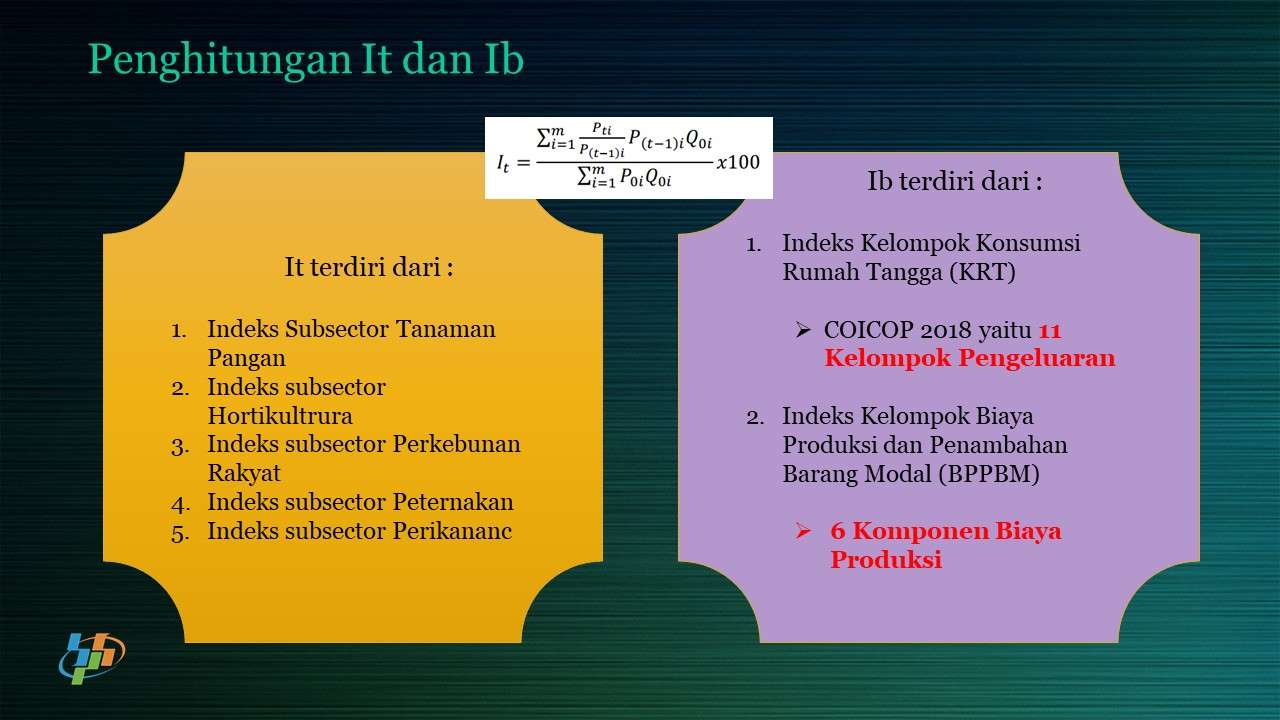 Penghitungan It dan Ib
I_t = \frac{\sum_{i=1}^{m} \frac{P_{ti}}{P_{(t-1)i}} P_{(t-1)i} Q_{0i}}{\sum_{i=1}^{m} P_{0i} Q_{0i}} x100
It terdiri dari :
1. Indeks Subsector Tanaman
Pangan
2. Indeks subsector
Hortikultrura
3. Indeks subsector Perkebunan
Rakyat
4. Indeks subsector Peternakan
5. Indeks subsector Perikananc
Ib terdiri dari :
1. Indeks Kelompok Konsumsi
Rumah Tangga (KRT)
➢ COICOP 2018 yaitu 11
Kelompok Pengeluaran
2. Indeks Kelompok Biaya
Produksi dan Penambahan
Barang Modal (BPPBM)
➢ 6 Komponen Biaya
Produksi